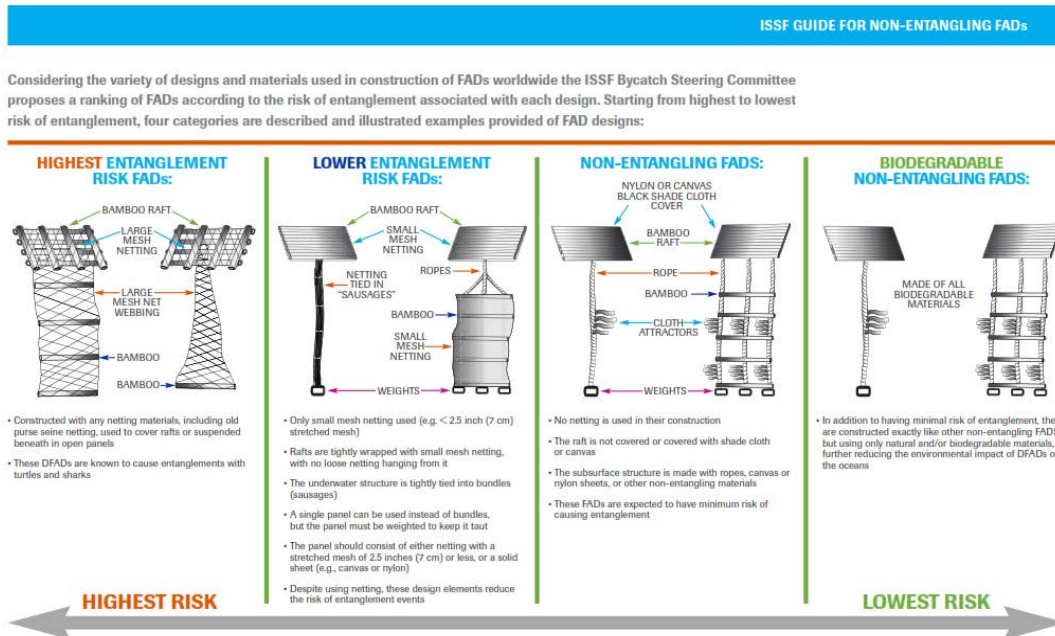 ISSF GUIDE FOR NON-ENTANGLING FADs
Considering the variety of designs and materials used in construction of FADs worldwide the ISSF Bycatch Steering Committee
proposes a ranking of FADs according to the risk of entanglement associated with each design. Starting from highest to lowest
risk of entanglement, four categories are described and illustrated examples provided of FAD designs:
HIGHEST ENTANGLEMENT
RISK FADs:
BAMBOO RAFT
LARGE
MESH
NETTING
LARGE
MESH NET
WEBBING
BAMBOO
BAMBOO
• Constructed with any netting materials, including old
purse seine netting, used to cover rafts or suspended
beneath in open panels
• These DFADs are known to cause entanglements with
turtles and sharks
LOWER ENTANGLEMENT
RISK FADs:
BAMBOO RAFT
SMALL
MESH
NETTING
ROPES
NETTING
TIED IN
"SAUSAGES"
BAMBOO
SMALL
MESH
NETTING
WEIGHTS
• Only small mesh netting used (e.g. < 2.5 inch (7 cm)
stretched mesh)
• Rafts are tightly wrapped with small mesh netting,
with no loose netting hanging from it
• The underwater structure is tightly tied into bundles
(sausages)
• A single panel can be used instead of bundles,
but the panel must be weighted to keep it taut
• The panel should consist of either netting with a
stretched mesh of 2.5 inches (7 cm) or less, or a solid
sheet (e.g., canvas or nylon)
• Despite using netting, these design elements reduce
the risk of entanglement events
NON-ENTANGLING FADS:
NYLON OR CANVAS
BLACK SHADE CLOTH
COVER
BAMBOO
RAFT
ROPE
BAMBOO
CLOTH
ATTRACTORS
WEIGHTS
• No netting is used in their construction
• The raft is not covered or covered with shade cloth
or canvas
• The subsurface structure is made with ropes, canvas or
nylon sheets, or other non-entangling materials
• These FADs are expected to have minimum risk of
causing entanglement
BIODEGRADABLE
NON-ENTANGLING FADS:
MADE OF ALL
BIODEGRADABLE
MATERIALS
• In addition to having minimal risk of entanglement,
are constructed exactly like other non-entangling FADS
but using only natural and/or biodegradable materials,
further reducing the environmental impact of DFADs
the oceans
HIGHEST RISK
LOWEST RISK